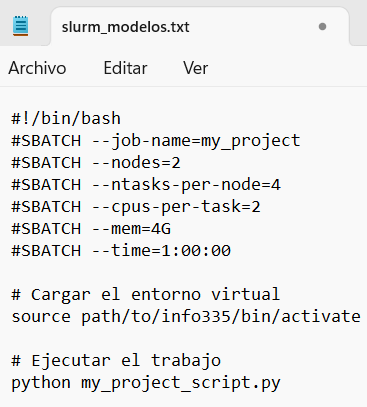 slurm_modelos.txt
Archivo Editar Ver
#!/bin/bash
#SBATCH --job-name=my_project
#SBATCH --nodes=2
#SBATCH --ntasks-per-node=4
#SBATCH --cpus-per-task=2
#SBATCH --mem=4G
#SBATCH --time=1:00:00
# Cargar el entorno virtual
source path/to/info335/bin/activate
# Ejecutar el trabajo
python my_project_script.py